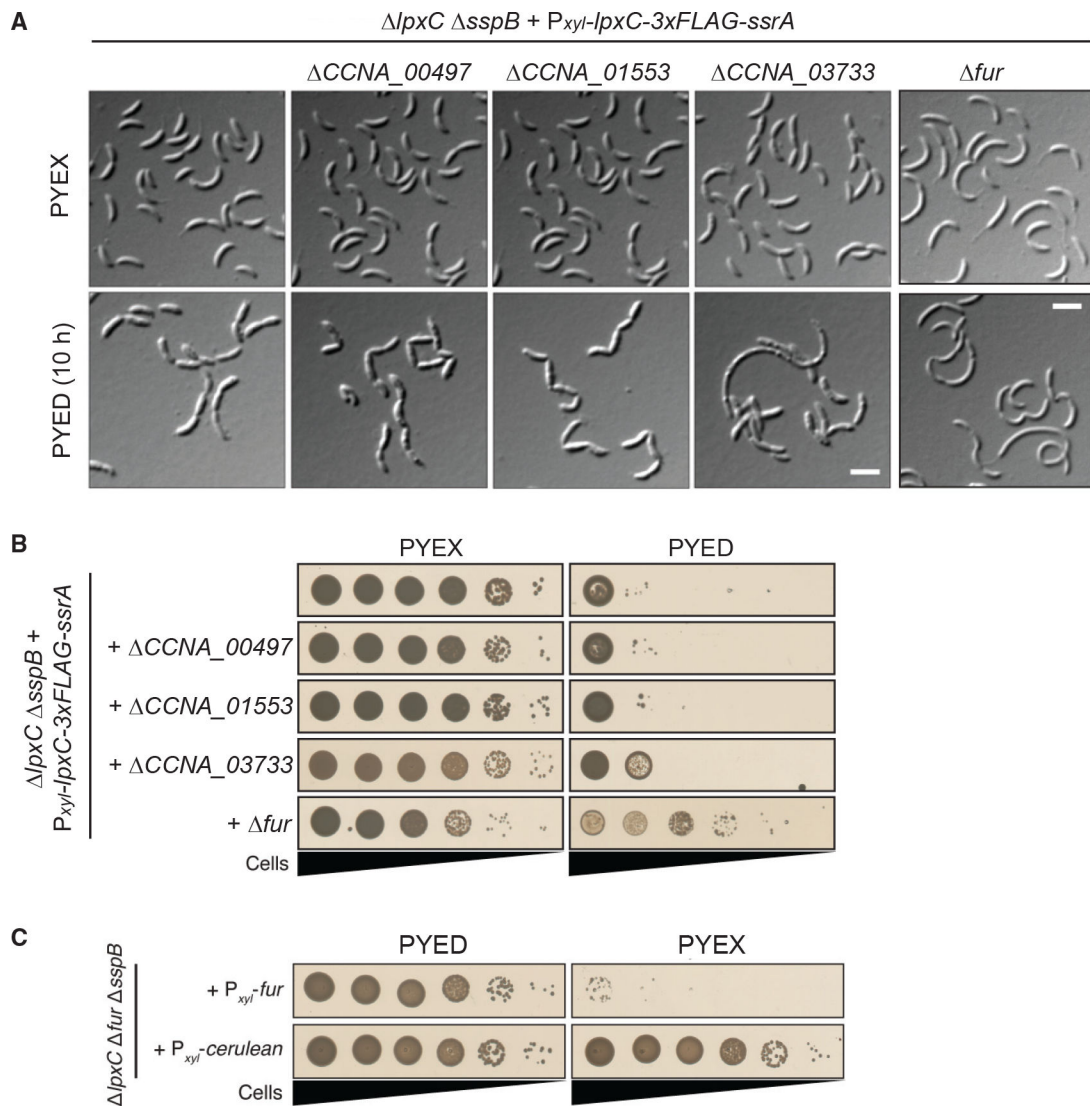 A
ΔlpxC ΔsspB + Pxyl-lpxC-3xFLAG-ssrA
ΔCCNA_00497 ΔCCNA_01553 ΔCCNA_03733 Δfur
PYEX
PYED (10 h)
B
PYEX PYED
ΔlpxC ΔsspB +
Pxyl-lpxC-3xFLAG-ssrA
+ ΔCCNA_00497
+ ΔCCNA_01553
+ ΔCCNA_03733
+ Δfur
Cells
C
PYED PYEX
ΔlpxC Δfur ΔsspB
+ Pxyl-fur
+ Pxyl-cerulean
Cells